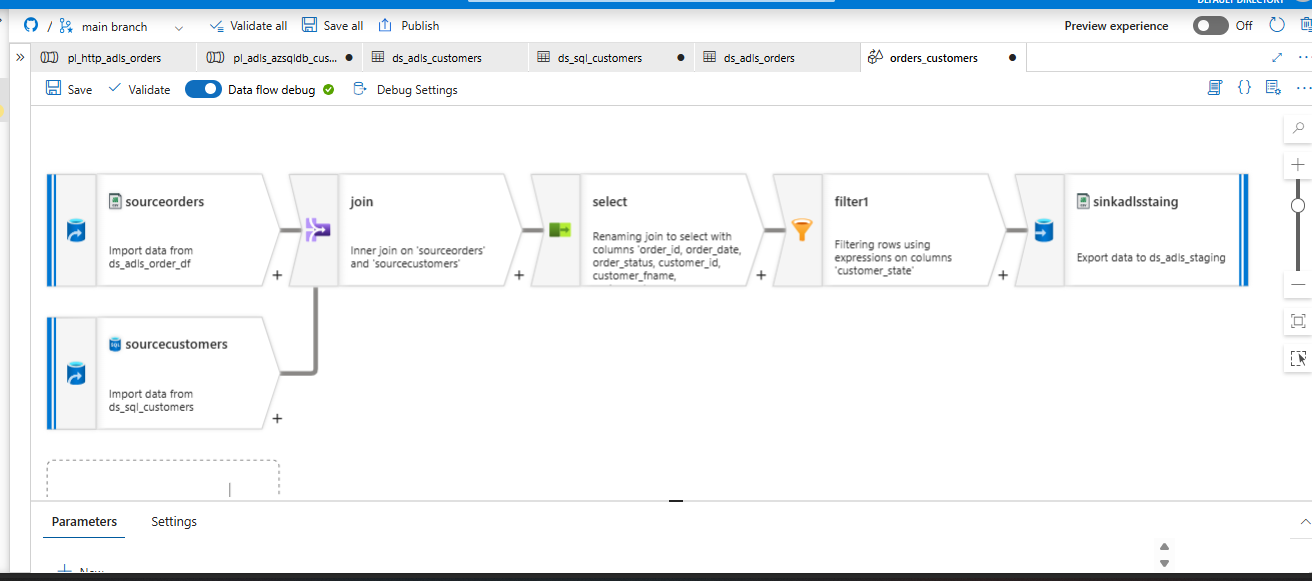 DEFAULT DIRECTORY
/ main branch
Validate all
Save all
Publish
Preview experience
Off
pl_http_adls_orders
pl_adls_azsqldb_cus...
ds_adls_customers
ds_sql_customers
ds_adls_orders
orders_customers
Save
Validate
Data flow debug
Debug Settings
sourceorders
Import data from
ds_adls_order_df
join
Inner join on 'sourceorders'
and 'sourcecustomers'
select
Renaming join to select with
columns 'order_id, order_date,
order_status, customer_id,
customer_fname,
filter1
Filtering rows using
expressions on columns
'customer_state'
sinkadlsstaing
Export data to ds_adls_staging
sourcecustomers
Import data from
ds_sql_customers
Parameters
Settings
New